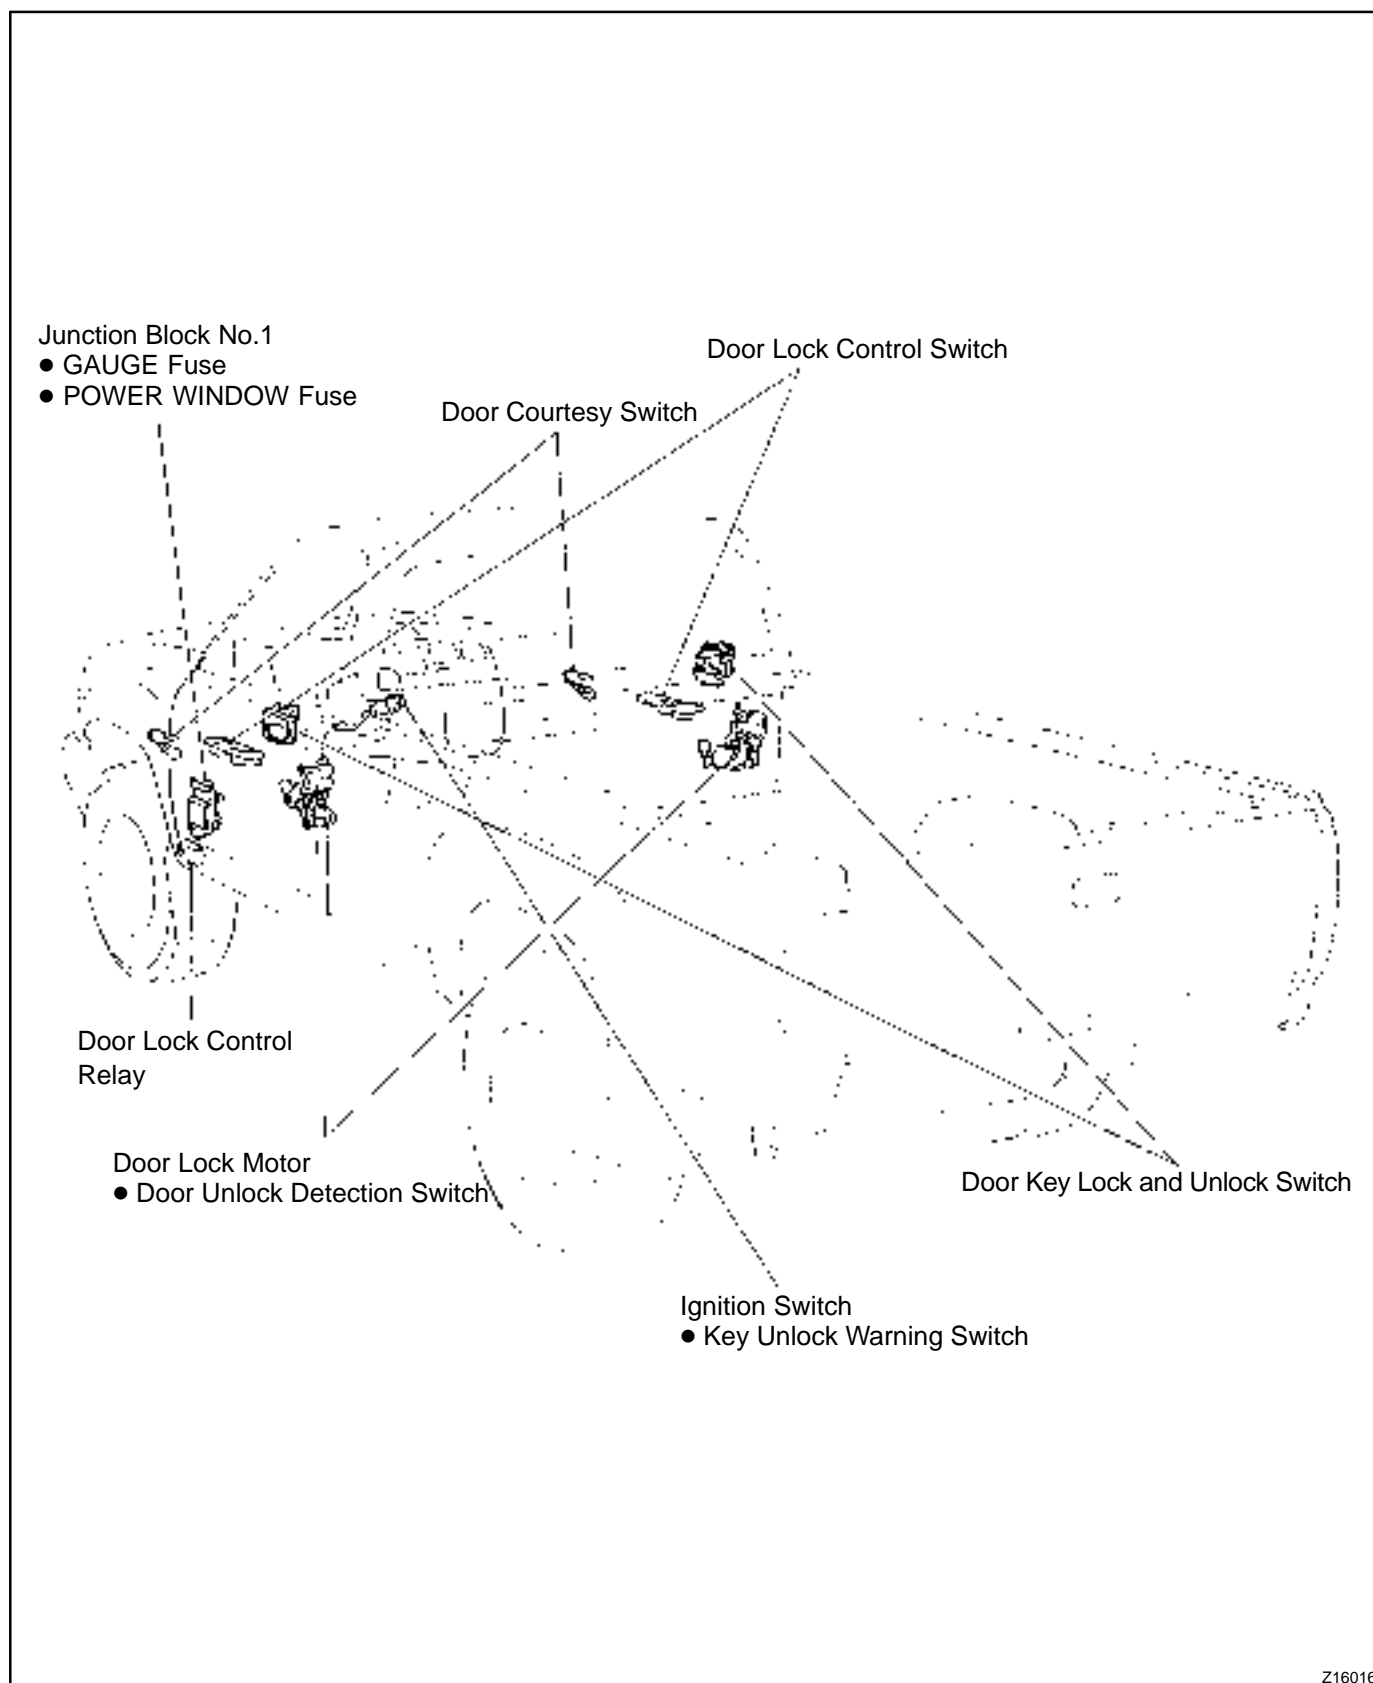 Junction Block No.1
● GAUGE Fuse
● POWER WINDOW Fuse
Door Lock Control Switch
Door Courtesy Switch
Door Lock Control
Relay
Door Lock Motor
● Door Unlock Detection Switch
Door Key Lock and Unlock Switch
Ignition Switch
● Key Unlock Warning Switch
Z16016